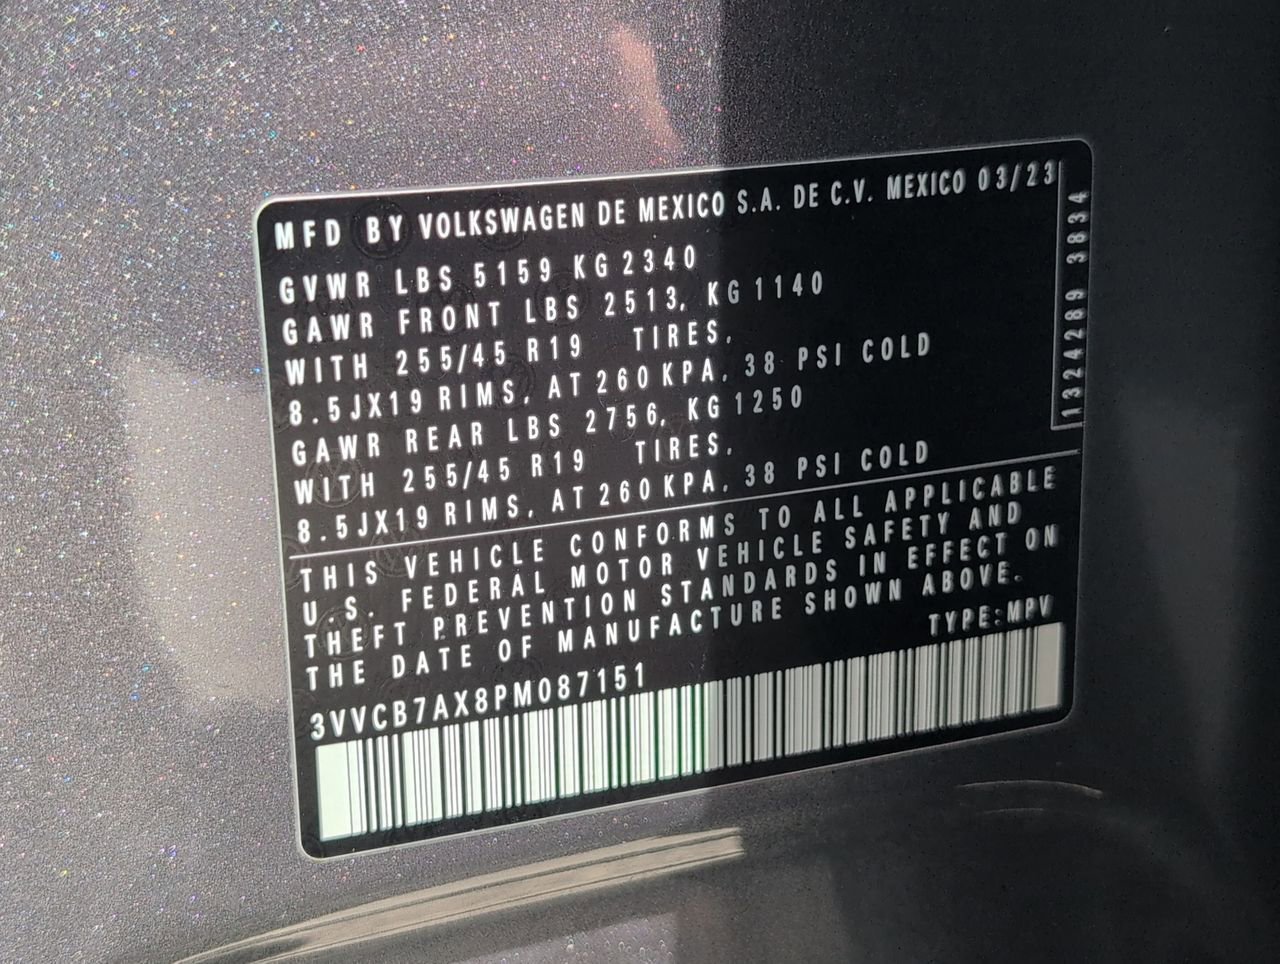 MFD BY VOLKSWAGEN DE MEXICO S.A. DE C.V. MEXICO 03/23
GVWR LBS 5159 KG 2340
GAWR FRONT LBS 2513, KG 1140
WITH 255/45 R19 TIRES,
8.5JX19 RIMS, AT 260 KPA, 38 PSI COLD
GAWR REAR LBS 2756, KG 1250
WITH 255/45 R19 TIRES,
8.5JX19 RIMS, AT 260 KPA, 38 PSI COLD
1324289 3834
THIS VEHICLE CONFORMS TO ALL APPLICABLE
U.S. FEDERAL MOTOR VEHICLE SAFETY AND
THEFT PREVENTION STANDARDS IN EFFECT ON
THE DATE OF MANUFACTURE SHOWN ABOVE.
TYPE:MPV
3VVCB7AX8PM087151